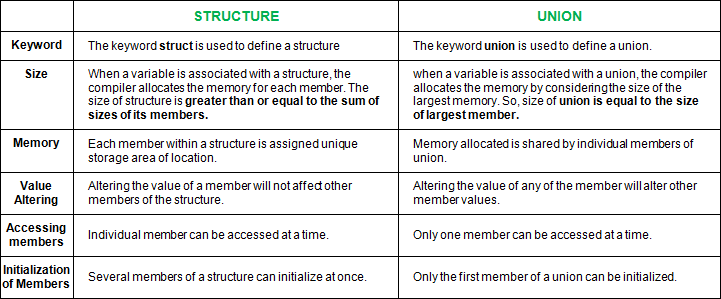 STRUCTURE UNION
Keyword The keyword struct is used to define a structure The keyword union is used to define a union.
Size
When a variable is associated with a structure, the
compiler allocates the memory for each member. The
size of structure is greater than or equal to the sum of
sizes of its members.
when a variable is associated with a union, the compiler
allocates the memory by considering the size of the
largest memory. So, size of union is equal to the size
of largest member.
Memory
Each member within a structure is assigned unique
storage area of location.
Memory allocated is shared by individual members of
union.
Value
Altering
Altering the value of a member will not affect other
members of the structure.
Altering the value of any of the member will alter other
member values.
Accessing
members
Individual member can be accessed at a time.
Only one member can be accessed at a time.
Initialization
of Members
Several members of a structure can initialize at once.
Only the first member of a union can be initialized.